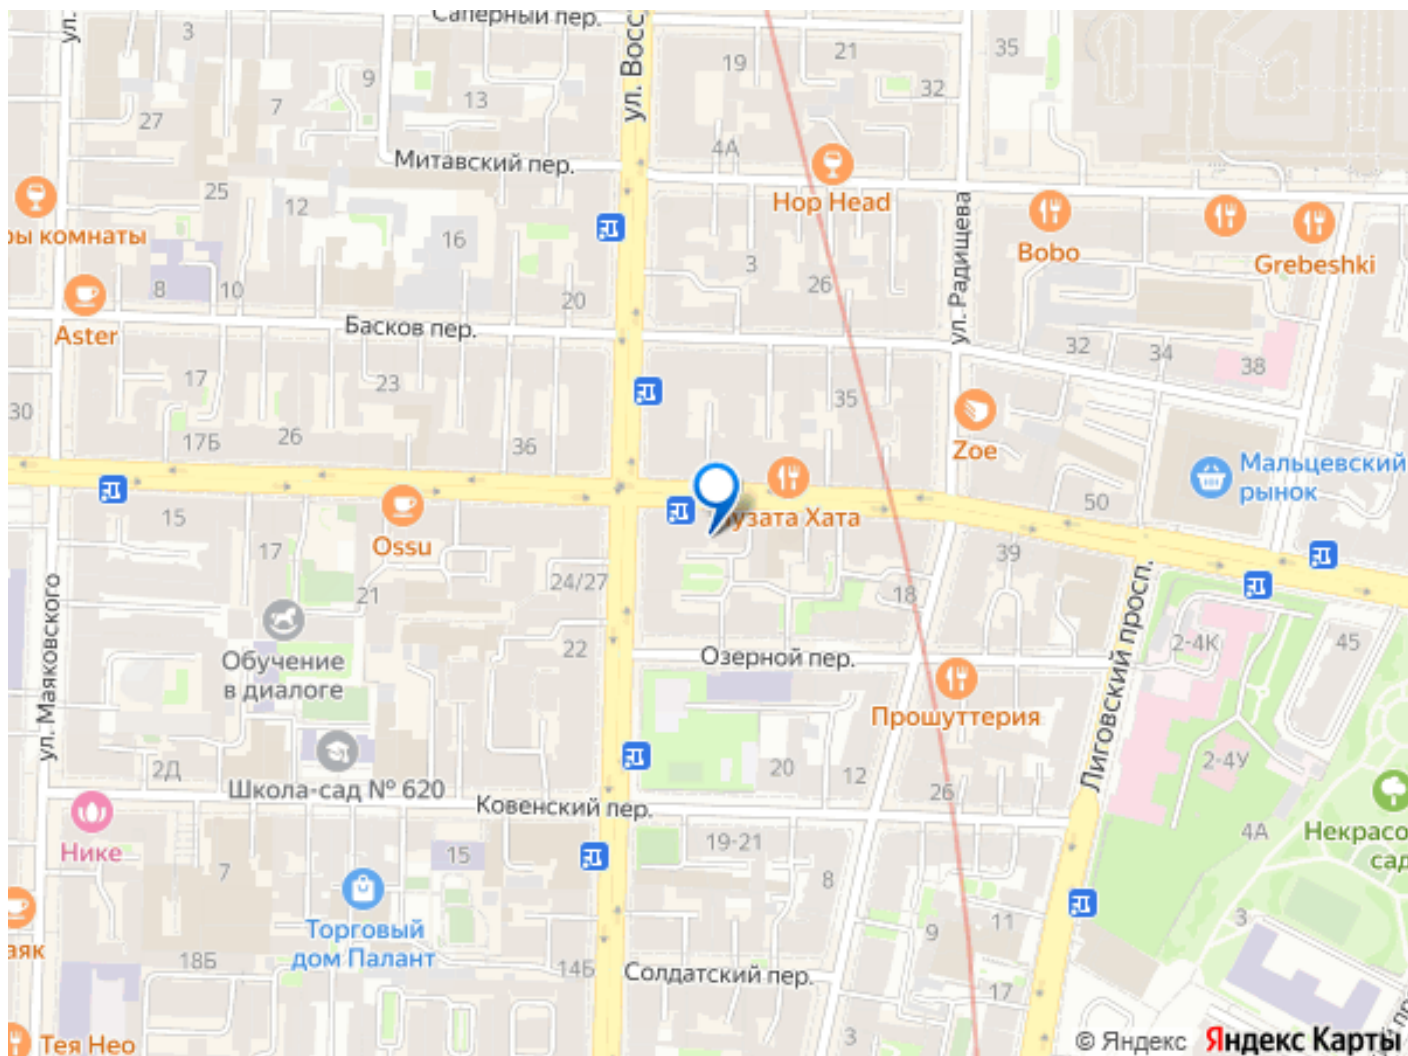 Саперный пер.
ул.
ул. Восс
3
19
21
35
9
7
13
32
27
4А
Митавский пер.
Hop Head
ул. Радищева
25
12
16
Bobo
Grebeshki
ры комнаты
3
26
8
10
20
Aster
Басков пер.
32
34
38
17
23
35
30
17Б
26
36
Zoe
Мальцевский
рынок
50
15
Ossu
узата Хата
17
24/27
39
21
18
Лиговский просп.
ул. Маяковского
Обучение
в диалоге
22
Озерной пер.
2-4К
45
Прошуттерия
2Д
Школа-сад № 620
20
12
26
2-4У
Ковенский пер.
Нике
7
15
19-21
8
4А
Некрасо
сад
Торговый
дом Палант
аяк
18Б
14Б
Солдатский пер.
9
11
3
17
3
Тея Нео
© Яндекс Яндекс Карты